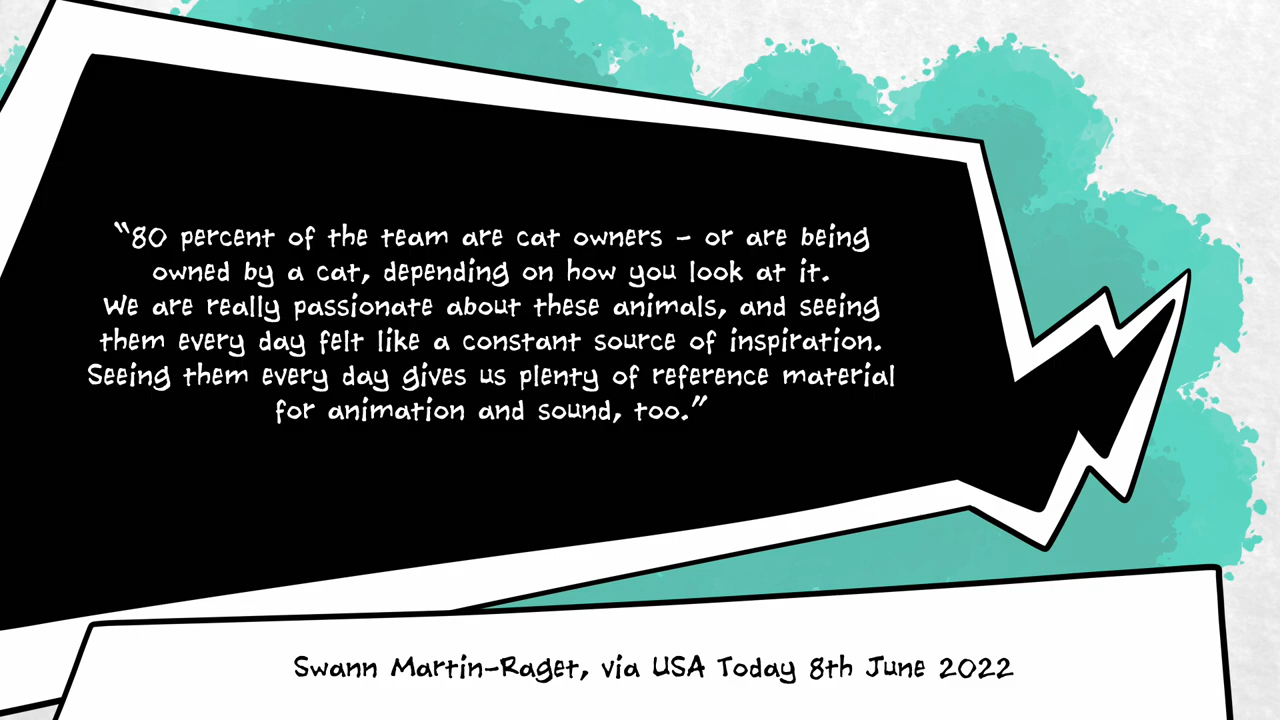 “80 percent of the team are cat owners – or are being
owned by a cat, depending on how you look at it.
We are really passionate about these animals, and seeing
them every day felt like a constant source of inspiration.
Seeing them every day gives us plenty of reference material
for animation and sound, too.”
Swann Martin-Raget, via USA Today 8th June 2022